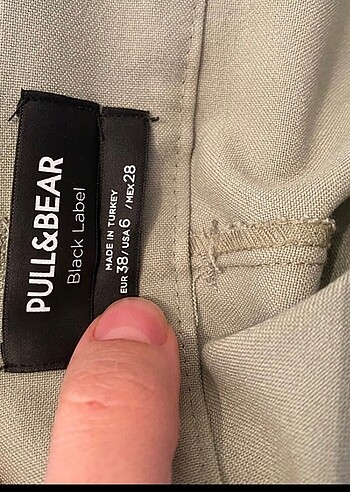 PULL&BEAR
Black Label
MADE IN TURKEY
EUR 38 / USA 6 / MEX 28